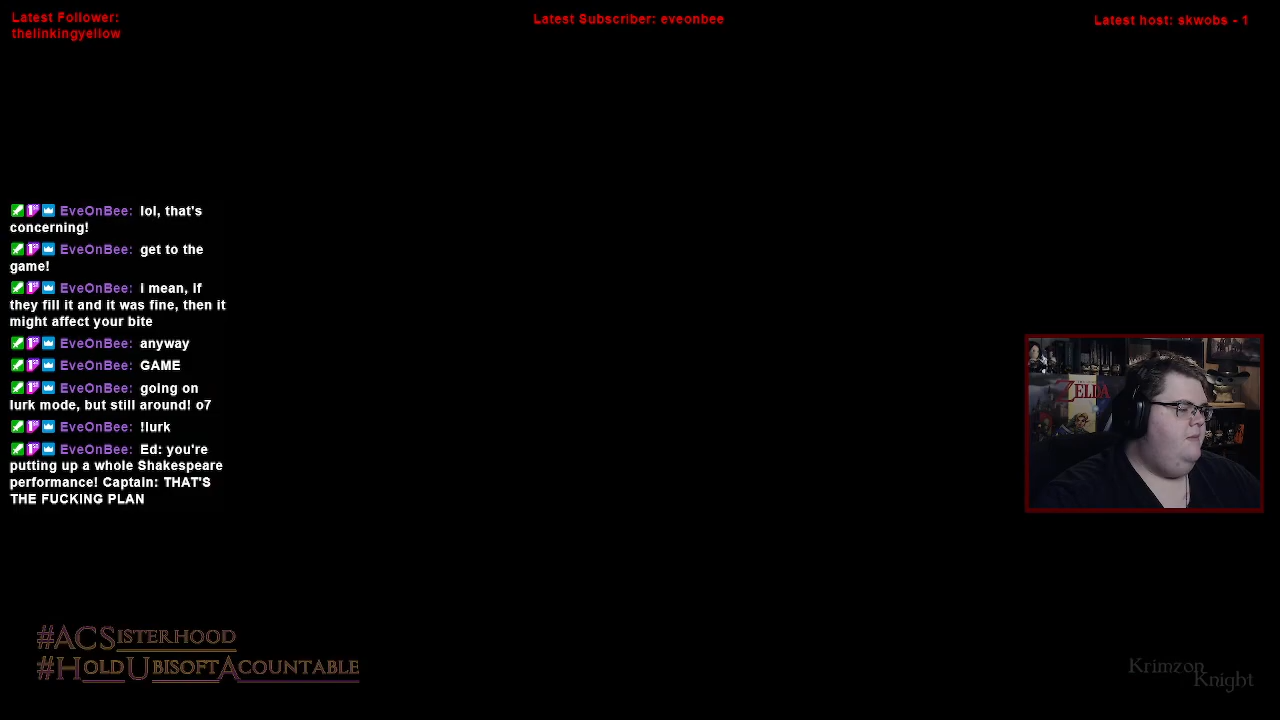 Latest Follower:
thelinkingyellow
Latest Subscriber: eveonbee
Latest host: skwobs - 1
EveOnBee: lol, that's
concerning!
EveOnBee: get to the
game!
EveOnBee: i mean, If
they fill it and it was fine, then it
might affect your bite
EveOnBee: anyway
EveOnBee: GAME
EveOnBee: going on
lurk mode, but still around! o7
EveOnBee: !lurk
EveOnBee: Ed: you're
putting up a whole Shakespeare
performance! Captain: THAT'S
THE FUCKING PLAN
ZELDA
#ACSISTERHOOD
#HOLDUBISOFTACOUNTABLE
Krimzon
Knight